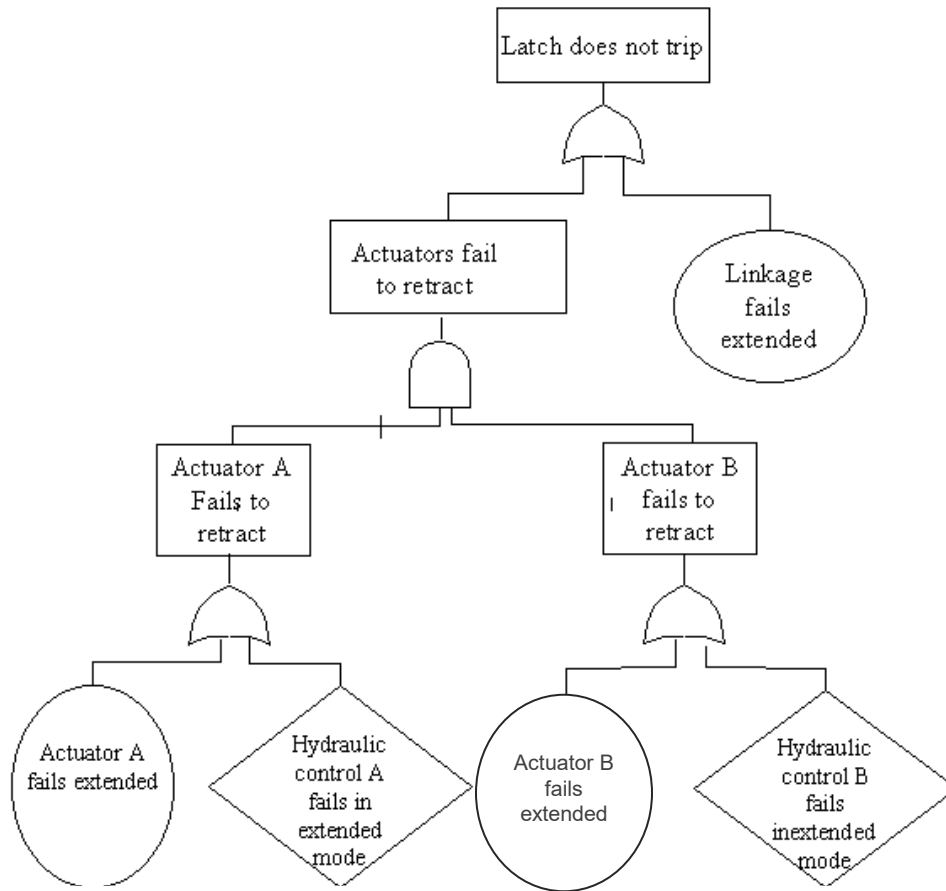 Latch does not trip
Actuators fail
to retract
Linkage
fails
extended
Actuator A
Fails to
retract
Actuator B
fails to
retract
Actuator A
fails extended
Hydraulic
control A
fails in
extended
mode
Actuator B
fails
extended
Hydraulic
control B
fails
inextended
mode